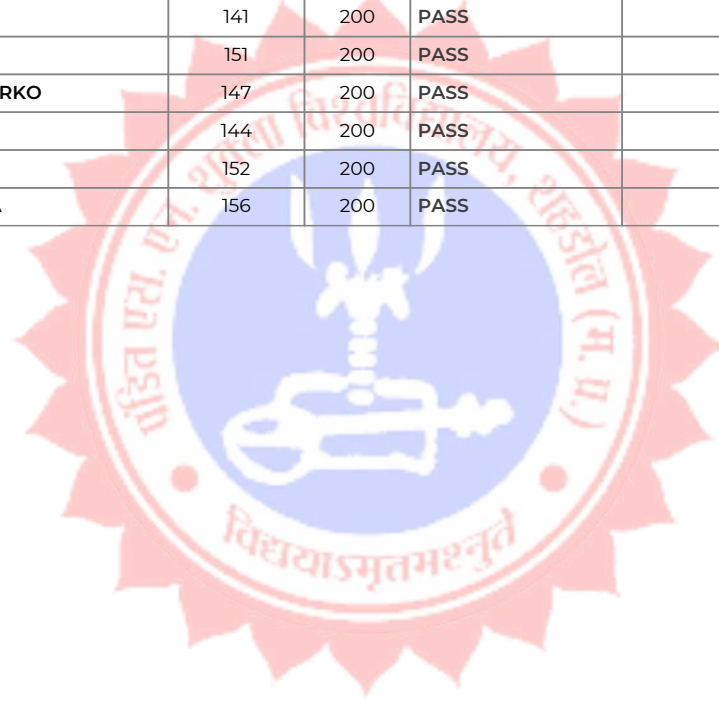 141 200 PASS
151 200 PASS
RKO 147 200 PASS
144 200 PASS
152 200 PASS
156 200 PASS
पंडित एस. एन. शुक्ला विश्वविद्यालय, शहडोल (म. प्र.)
विद्ययाऽमृतमश्नुते